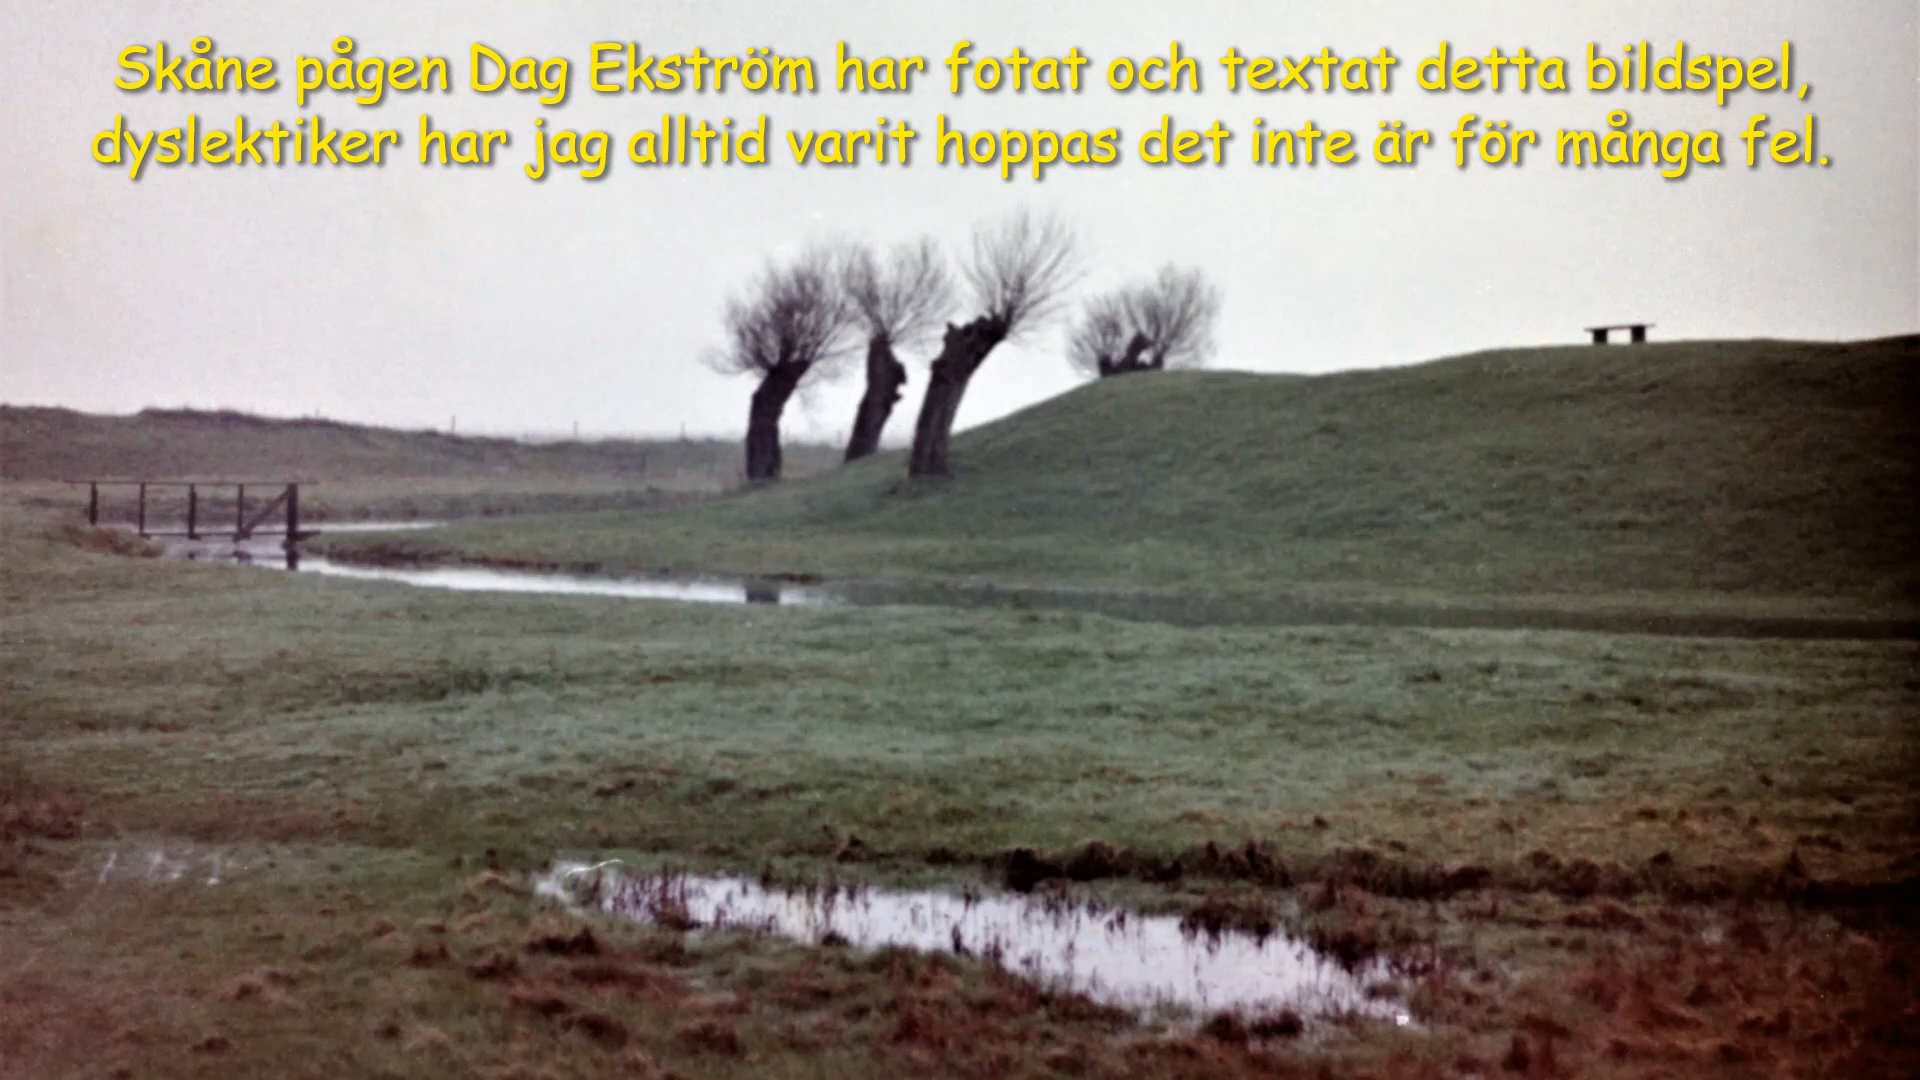 Skåne pågen Dag Ekström har fotat och textat detta bildspel,
dyslektiker har jag alltid varit hoppas det inte är för många fel.